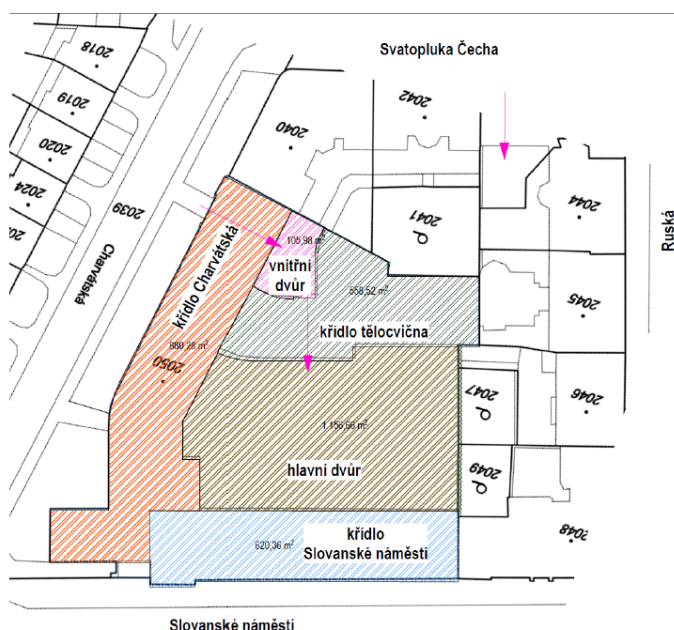 Svatopluka Čecha
2018
2019
2020
2024
2039
2040
2042
2041
2044
2045
2046
2047
2049
2048
Ruská
Charvátská
křídlo Charvátská
880,28 m²
2050
105,98 m²
vnitřní
dvůr
558,52 m²
křídlo tělocvična
1 156,66 m²
hlavní dvůr
620,36 m²
křídlo
Slovanské náměstí
Slovanské náměstí